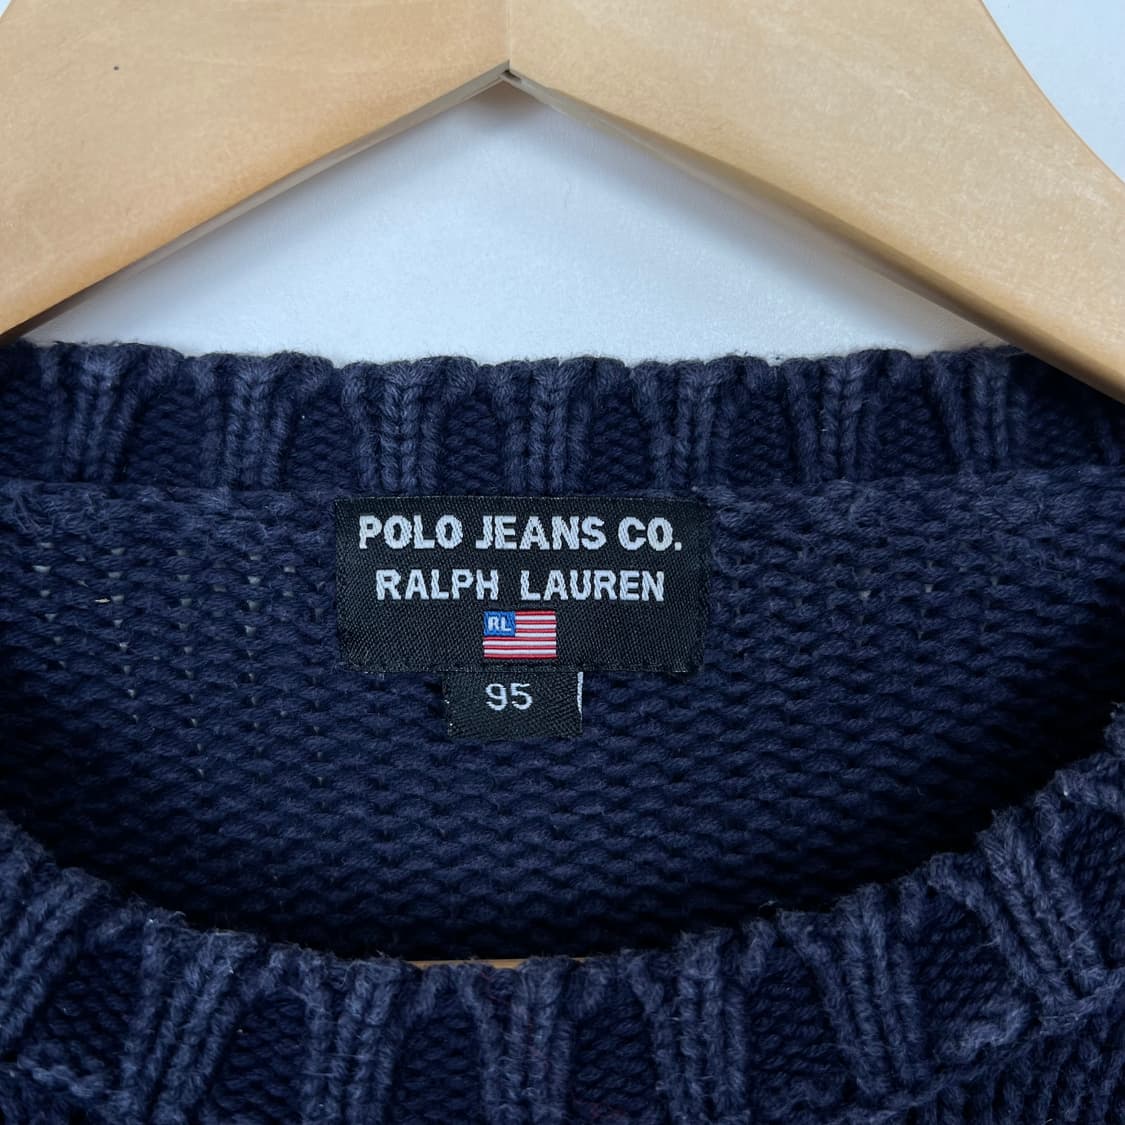 POLO JEANS CO.
RALPH LAUREN
RL
95